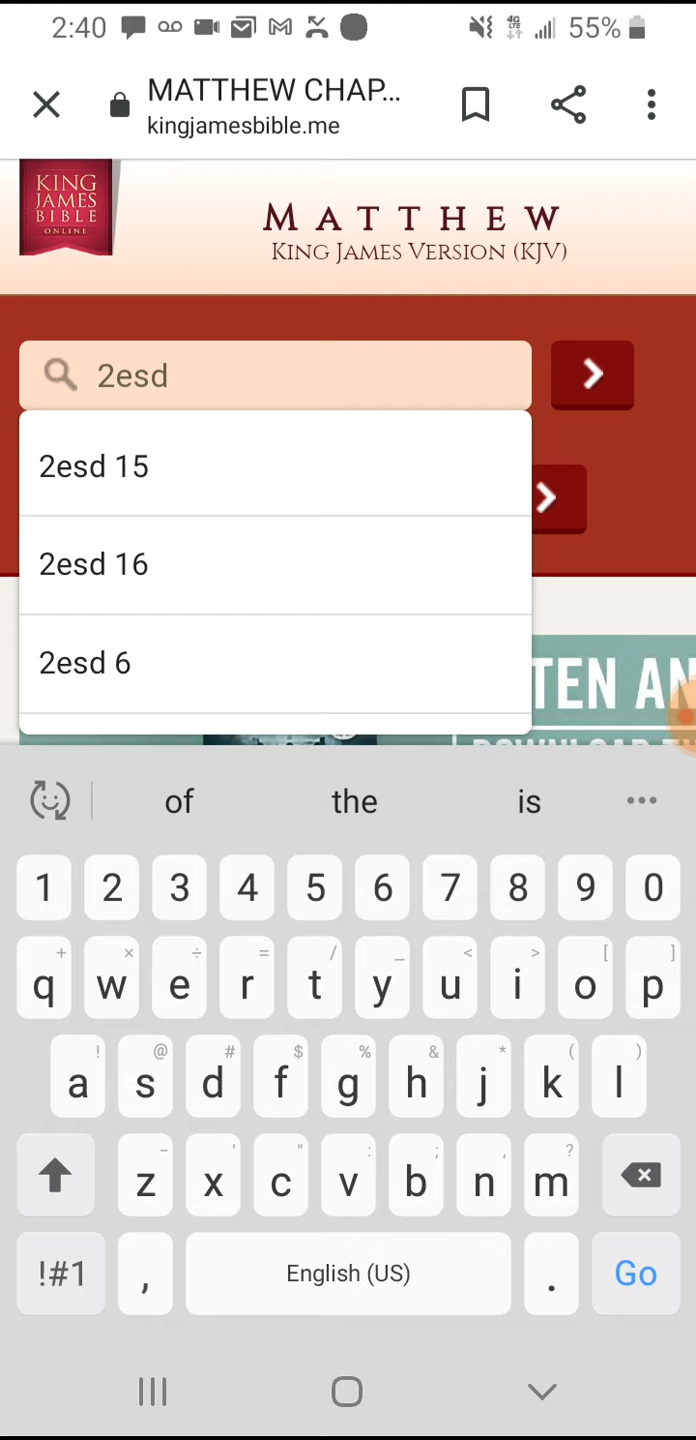 2:40
4G
LTE
55%
MATTHEW CHAP...
kingjamesbible.me
KING
JAMES
BIBLE
ONLINE
MATTHEW
KING JAMES VERSION (KJV)
2esd
2esd 15
2esd 16
2esd 6
TEN AN
of the is
1 2 3 4 5 6 7 8 9 0
+ × ÷ = / _ < > [ ]
q w e r t y u i o p
! @ # $ % & * ( )
a s d f g h j k l
- ' " : ; , ?
z x c v b n m
!#1 , English (US) . Go